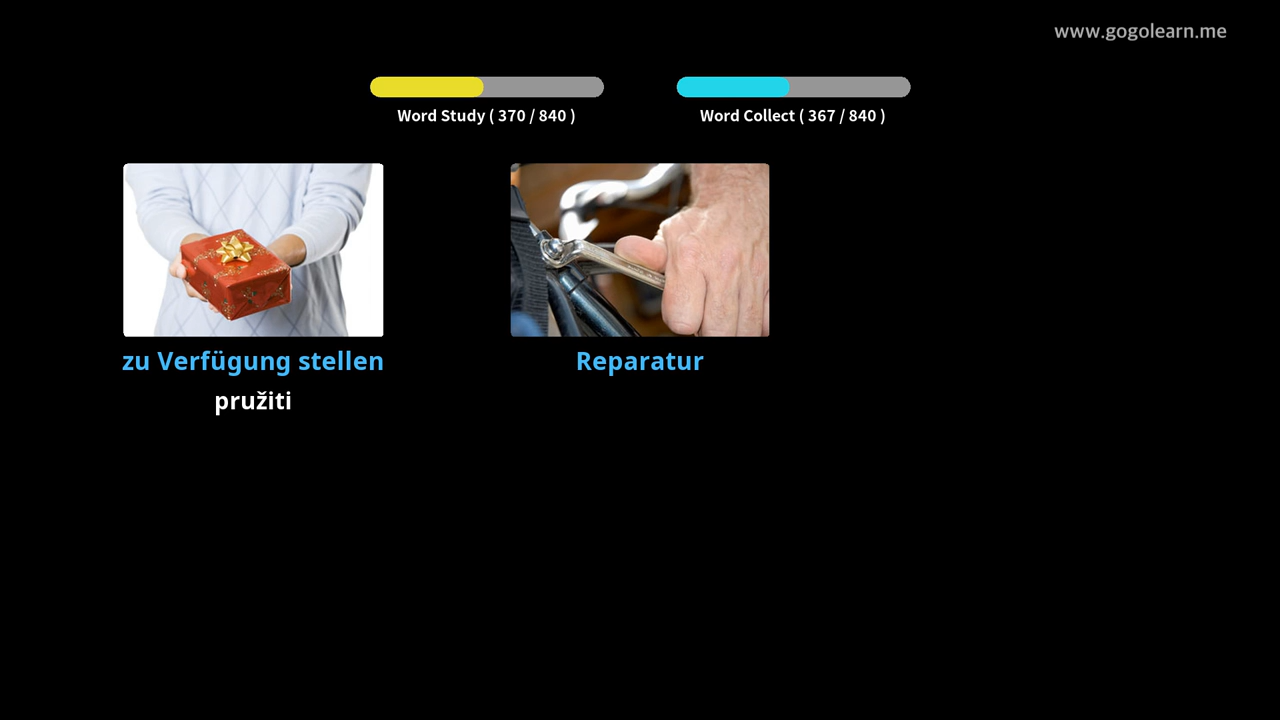 www.gogolearn.me
Word Study ( 370 / 840 )
Word Collect ( 367 / 840 )
zu Verfügung stellen
pružiti
Reparatur